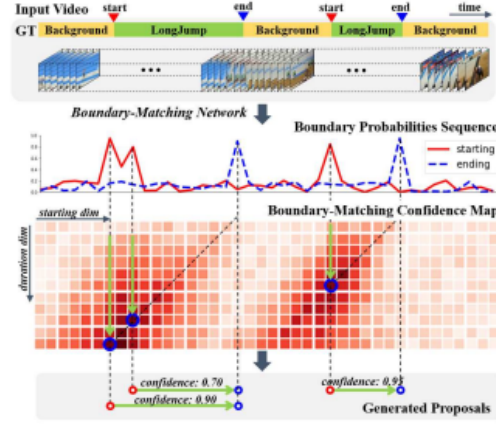 Input Video start end start end time
GT Background LongJump Background LongJump Background
Boundary-Matching Network
Boundary Probabilities Sequence
starting
ending
starting dim
Boundary-Matching Confidence Map
duration dim
confidence: 0.70 confidence: 0.95
confidence: 0.90
Generated Proposals